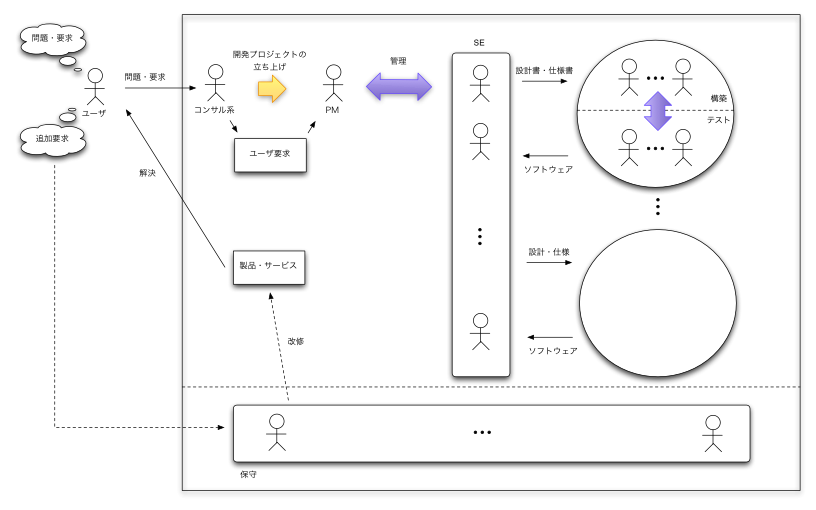 問題・要求
ユーザ
追加要求
問題・要求
解決
コンサル系
開発プロジェクトの
立ち上げ
PM
ユーザ要求
管理
SE
設計書・仕様書
構築
テスト
ソフトウェア
製品・サービス
設計・仕様
ソフトウェア
改修
保守